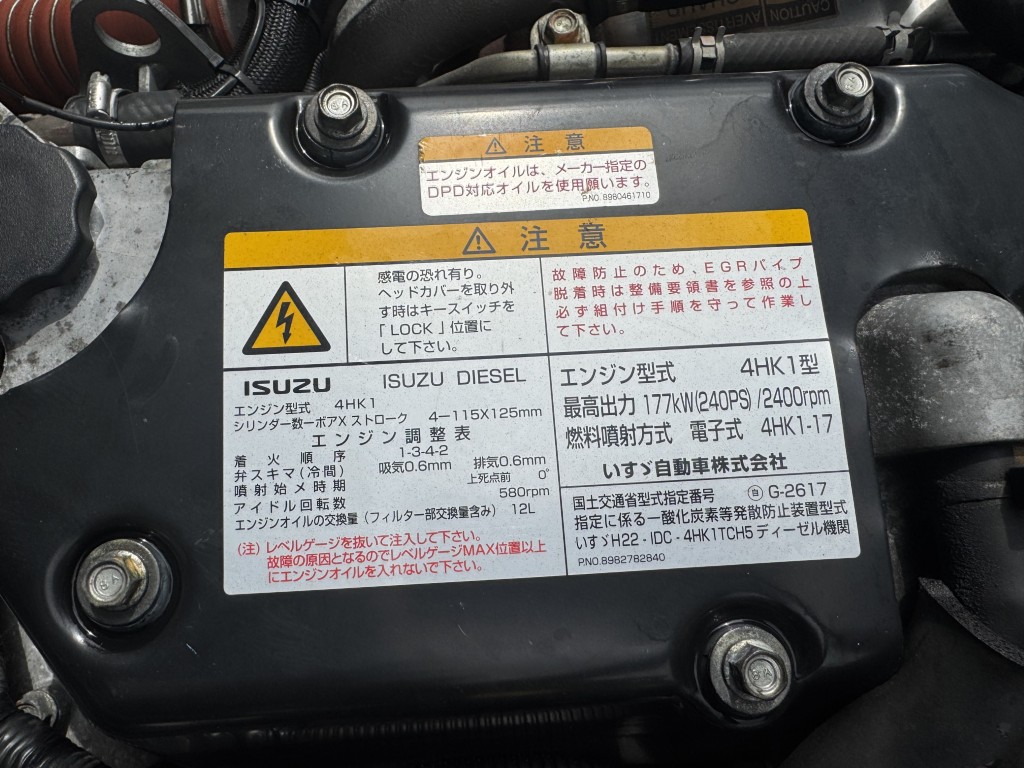 CAUTION
AVERTISSEMENT
注意
エンジンオイルは、メーカー指定の
DPD対応オイルを使用願います。
P.NO. 8980461710
注意
感電の恐れ有り。
ヘッドカバーを取り外
す時はキースイッチを
「LOCK」位置に
して下さい。
故障防止のため、EGRパイプ
脱着時は整備要領書を参照の上
必ず組付け手順を守って作業し
て下さい。
ISUZU ISUZU DIESEL
エンジン型式 4HK1
シリンダー数ーボアX ストローク 4-115X125mm
エンジン調整表
着火順序 1-3-4-2
弁スキマ(冷間) 吸気0.6mm 排気0.6mm
噴射始メ時期 上死点前 0°
アイドル回転数 580rpm
エンジンオイルの交換量(フィルター部交換量含み) 12L
(注)レベルゲージを抜いて注入して下さい。
故障の原因となるのでレベルゲージMAX位置以上
にエンジンオイルを入れないで下さい。
エンジン型式 4HK1型
最高出力 177kW(240PS)/2400rpm
燃料噴射方式 電子式 4HK1-17
いすゞ自動車株式会社
国土交通省型式指定番号 自 G-2617
指定に係る一酸化炭素等発散防止装置型式
いすゞH22-IDC-4HK1TCH5 ディーゼル機関
P.NO.8982782840